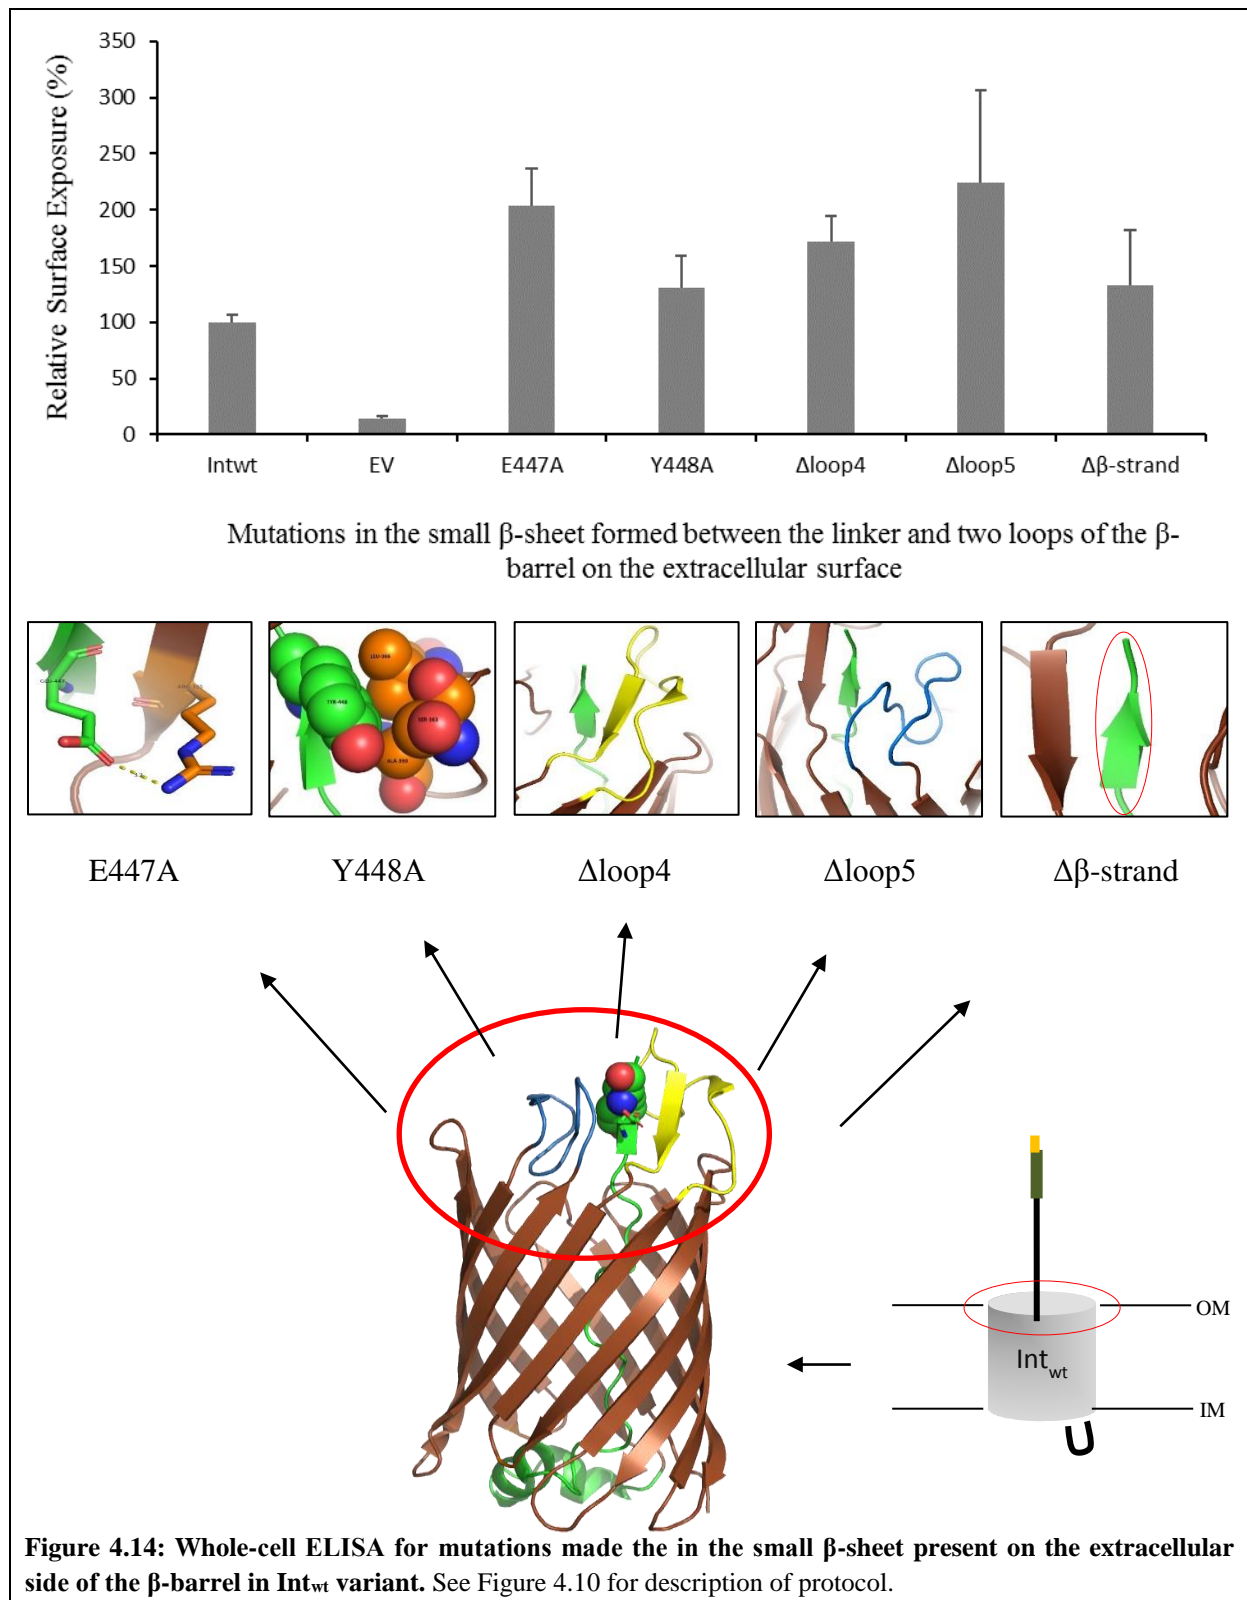 350
300
250
200
150
100
50
0
Relative Surface Exposure (%)
Intwt EV E447A Y448A Δloop4 Δloop5 Δβ-strand
Mutations in the small β-sheet formed between the linker and two loops of the β-
barrel on the extracellular surface
TYR-448
E447A Y448A Δloop4 Δloop5 Δβ-strand
OM
Intwt
IM
Figure 4.14: Whole-cell ELISA for mutations made the in the small β-sheet present on the extracellular
side of the β-barrel in Intwt variant. See Figure 4.10 for description of protocol.